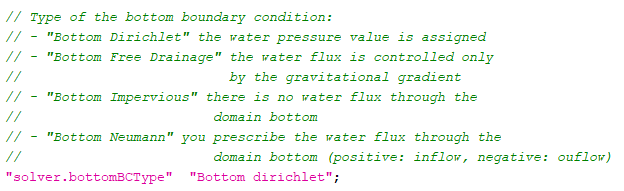 // Type of the bottom boundary condition:
// - "Bottom Dirichlet" the water pressure value is assigned
// - "Bottom Free Drainage" the water flux is controlled only
//                          by the gravitational gradient
// - "Bottom Impervious" there is no water flux through the
//                        domain bottom
// - "Bottom Neumann" you prescribe the water flux through the
//                        domain bottom (positive: inflow, negative: ouflow)
"solver.bottomBCType"  "Bottom dirichlet";